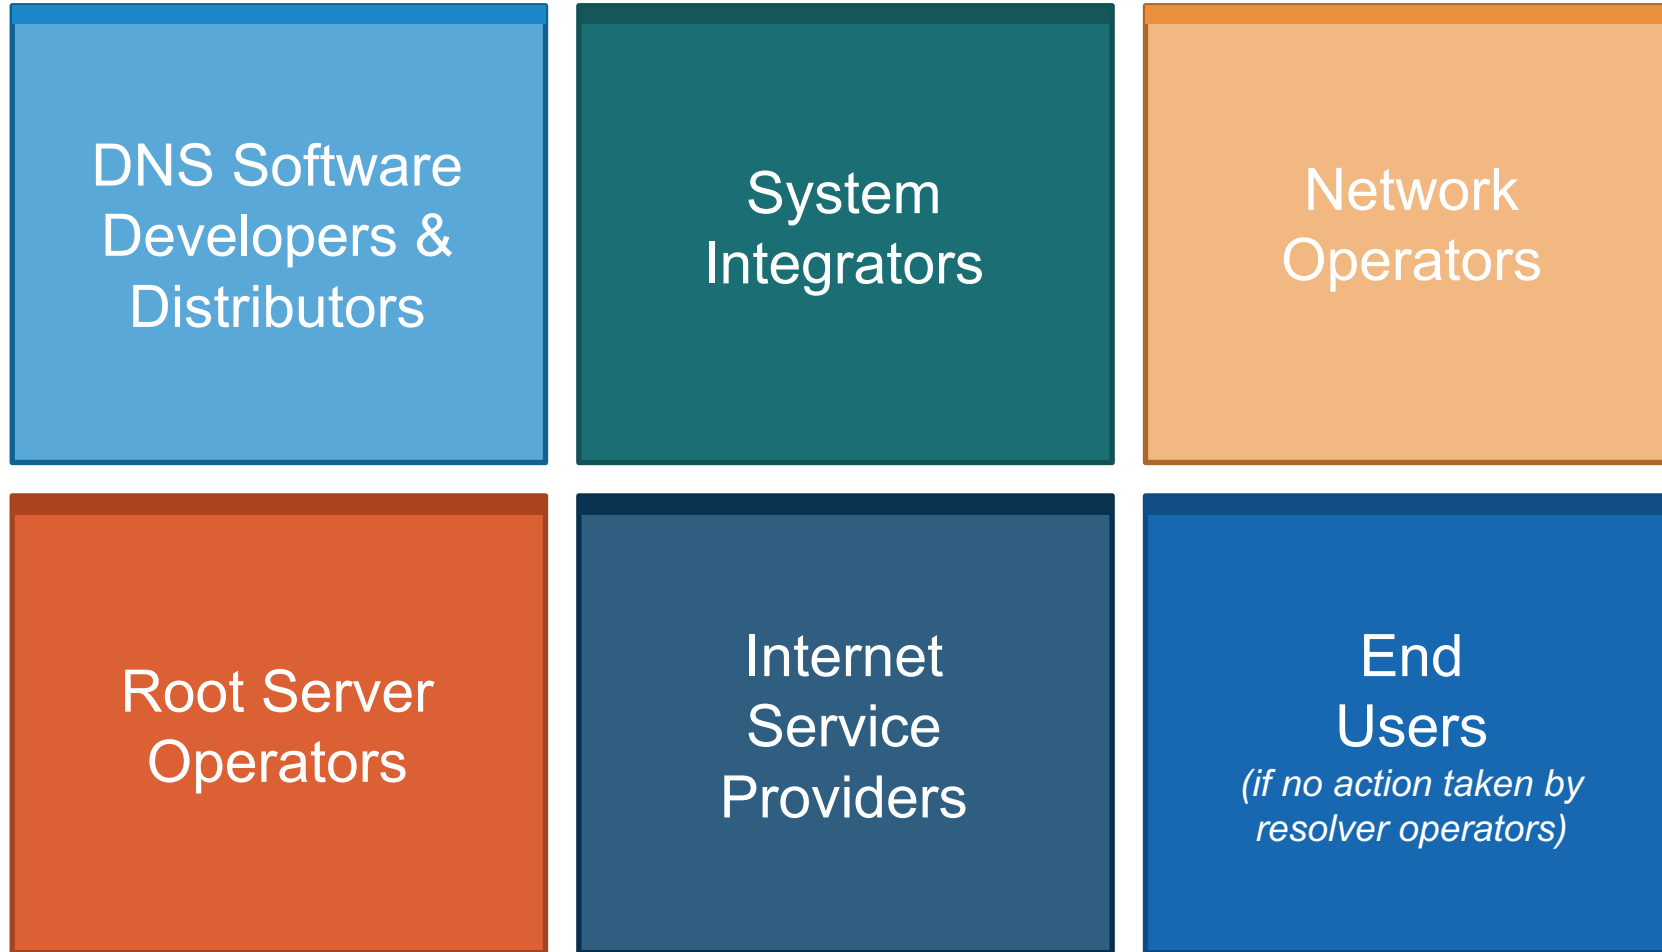 DNS Software
Developers &
Distributors
System
Integrators
Network
Operators
Root Server
Operators
Internet
Service
Providers
End
Users
(if no action taken by
resolver operators)